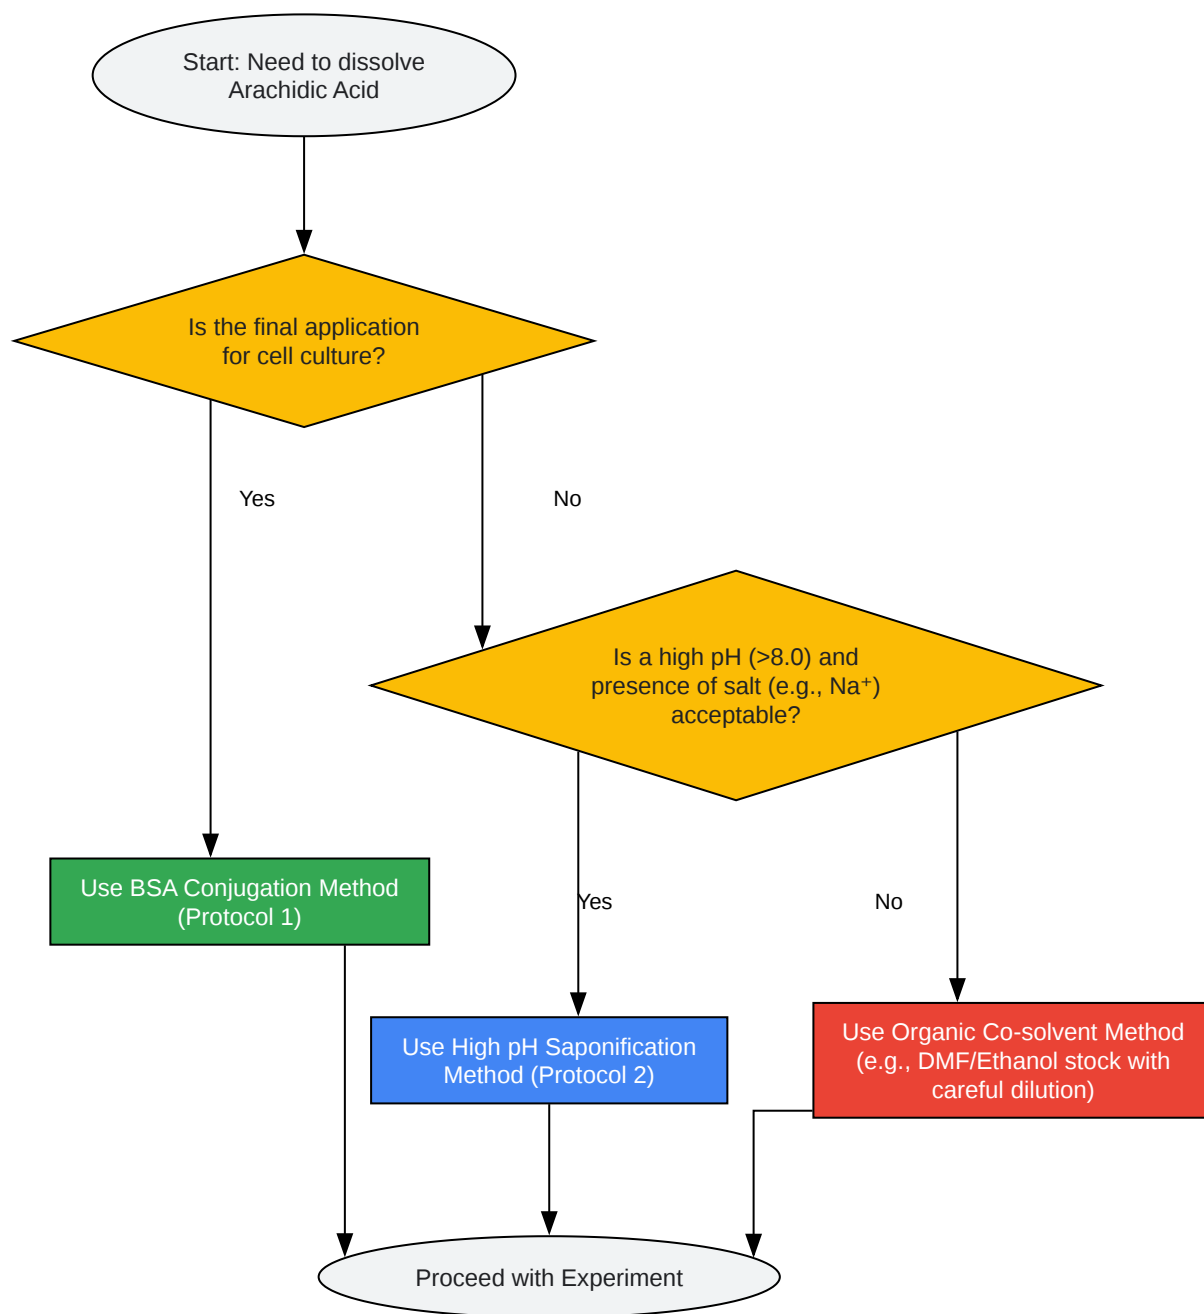 Start: Need to dissolve
Arachidic Acid
Is the final application
for cell culture?
Yes
No
Is a high pH (>8.0) and
presence of salt (e.g., Na⁺)
acceptable?
Use BSA Conjugation Method
(Protocol 1)
Yes
No
Use High pH Saponification
Method (Protocol 2)
Use Organic Co-solvent Method
(e.g., DMF/Ethanol stock with
careful dilution)
Proceed with Experiment